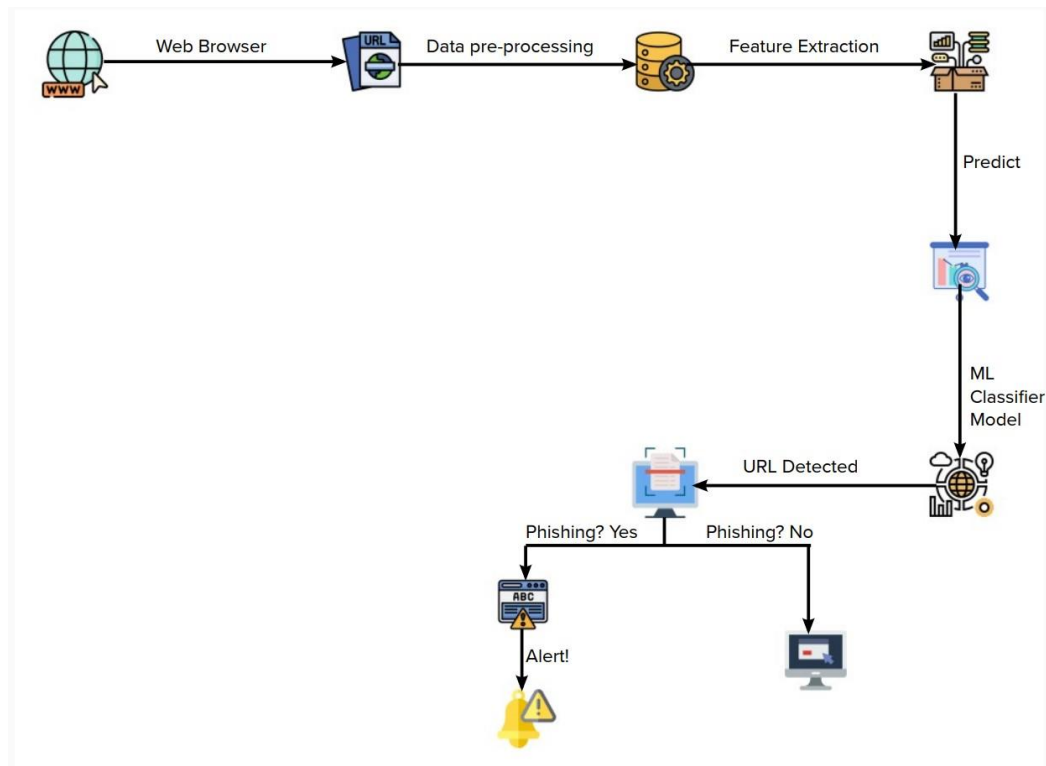 Web Browser
Data pre-processing
Feature Extraction
URL
WWW
Predict
ML
Classifier
Model
URL Detected
Phishing? Yes
Phishing? No
ABC
Alert!